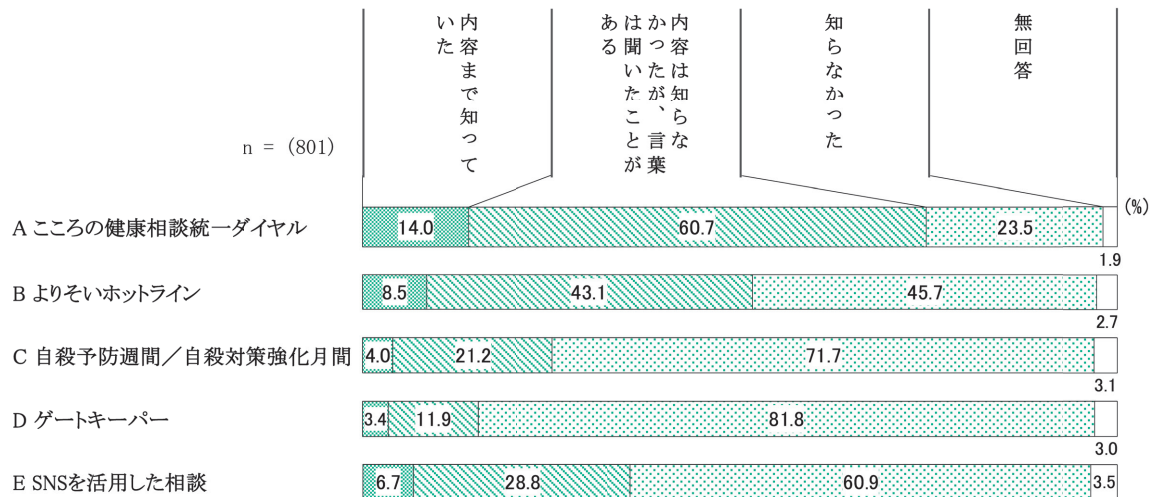 内容まで知って
いた
内容は知らな
かったが、言葉
は聞いたことが
ある
知らなかった
無回答
n = (801)
(%)
A こころの健康相談統一ダイヤル 14.0 60.7 23.5
1.9
B よりそいホットライン 8.5 43.1 45.7
2.7
C 自殺予防週間／自殺対策強化月間 4.0 21.2 71.7
3.1
D ゲートキーパー 3.4 11.9 81.8
3.0
E SNSを活用した相談 6.7 28.8 60.9 3.5